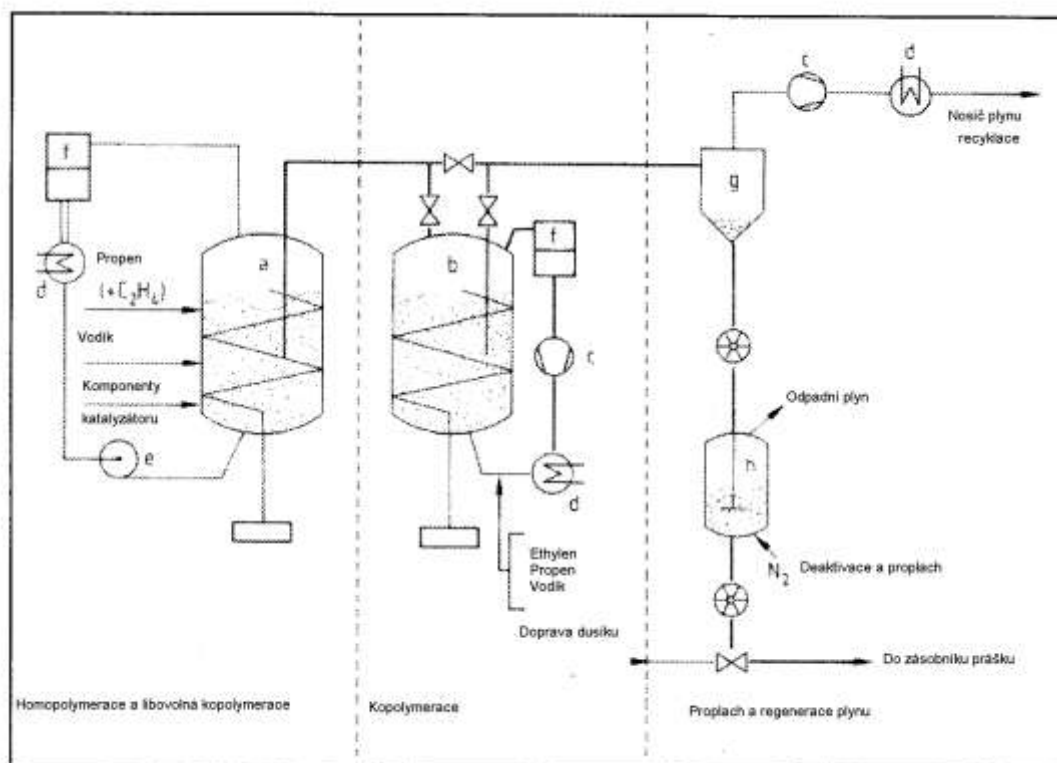 c
d
Nosič plynu
recyklace
f
g
f
d
Propen
(+C2H4)
a
b
Vodík
c
Komponenty
katalyzátoru
Odpadní plyn
e
h
d
Ethylen
Propen
Vodík
N2
Deaktivace a proplach
Doprava dusíku
Do zásobníku prášku
Homopolymerace a libovolná kopolymerace
Kopolymerace
Proplach a regenerace plynu